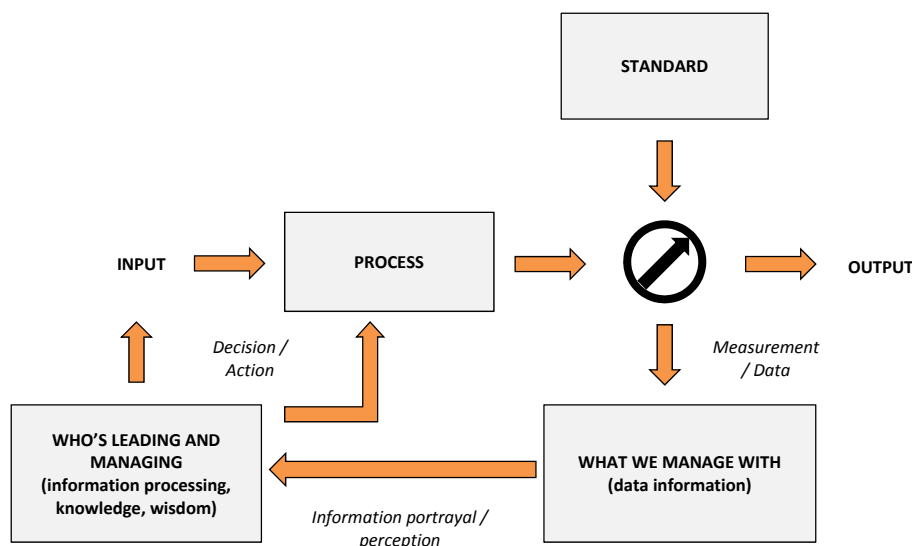 STANDARD
INPUT
PROCESS
OUTPUT
Decision /
Action
Measurement
/ Data
WHO’S LEADING AND
MANAGING
(information processing,
knowledge, wisdom)
WHAT WE MANAGE WITH
(data information)
Information portrayal /
perception